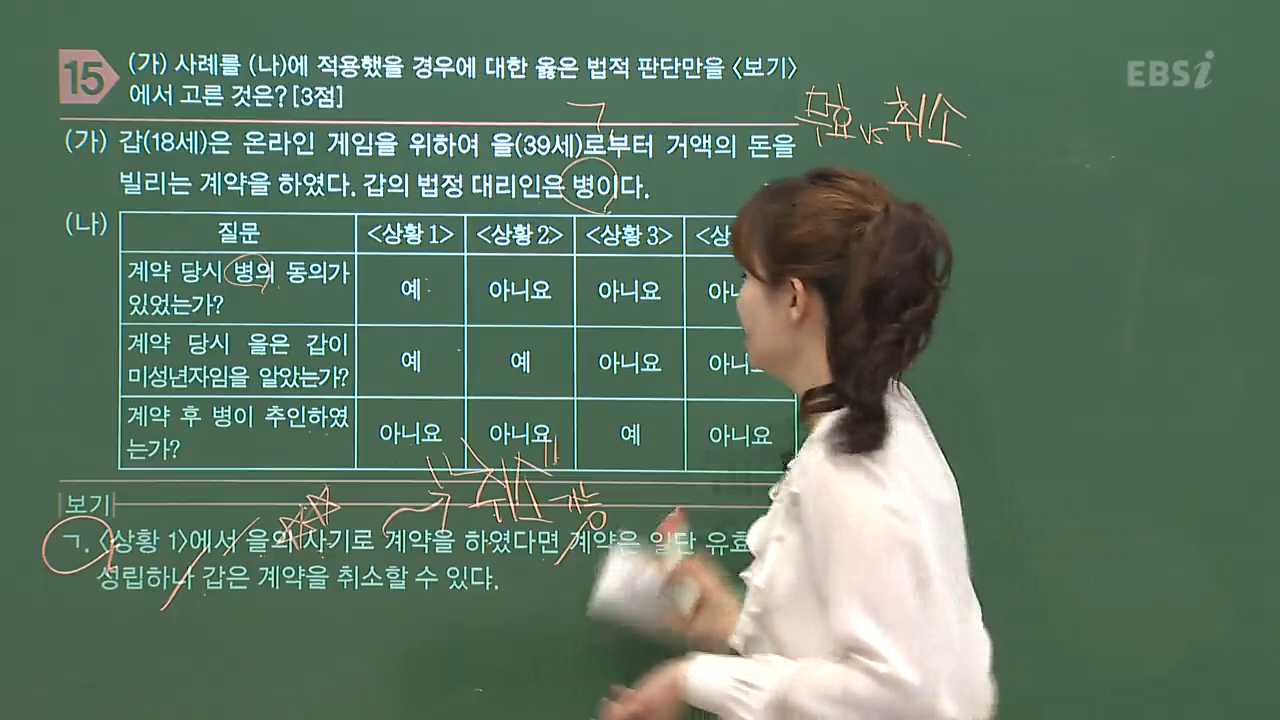 EBSi
15 (가) 사례를 (나)에 적용했을 경우에 대한 옳은 법적 판단만을 <보기>
에서 고른 것은? [3점]
무효 vs 취소
(가) 갑(18세)은 온라인 게임을 위하여 을(39세)로부터 거액의 돈을
빌리는 계약을 하였다. 갑의 법정 대리인은 병이다.
(나)
질문 <상황 1> <상황 2> <상황 3> <상
계약 당시 병의 동의가
있었는가? 예 아니요 아니요 아니
계약 당시 을은 갑이
미성년자임을 알았는가? 예 예 아니요 아니
계약 후 병이 추인하였
는가? 아니요 아니요 예 아니요
취소 가능
보기
ㄱ. <상황 1>에서 을의 사기로 계약을 하였다면 계약은 일단 유효
성립하나 갑은 계약을 취소할 수 있다.